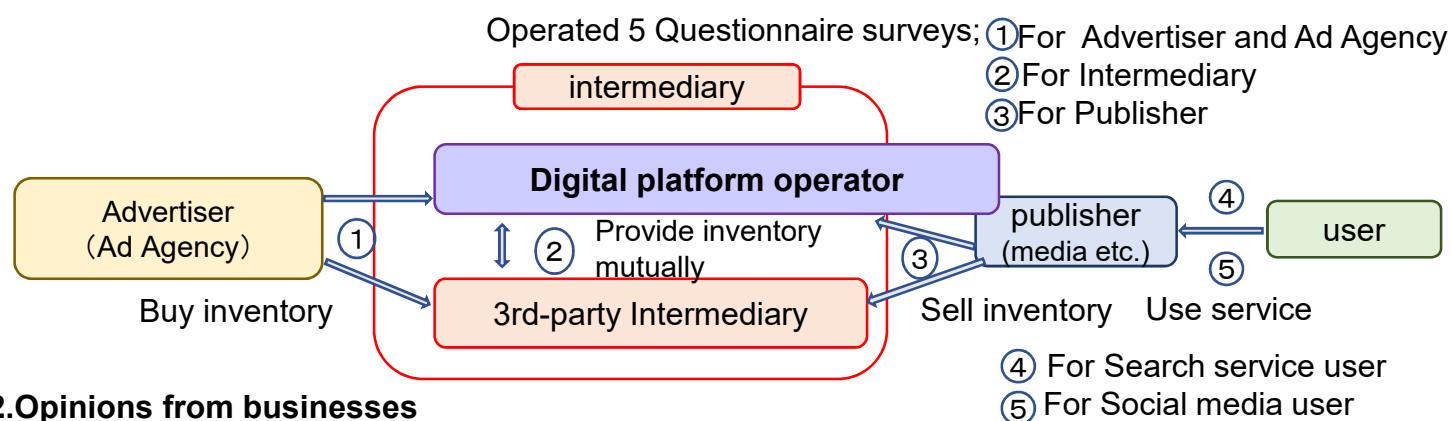 Operated 5 Questionnaire surveys; ①For Advertiser and Ad Agency
②For Intermediary
③For Publisher
intermediary
Digital platform operator
Advertiser
（Ad Agency）
①
②
Provide inventory
mutually
3rd-party Intermediary
Buy inventory
publisher
(media etc.)
③
Sell inventory
④
user
⑤
Use service
④ For Search service user
⑤ For Social media user
2.Opinions from businesses